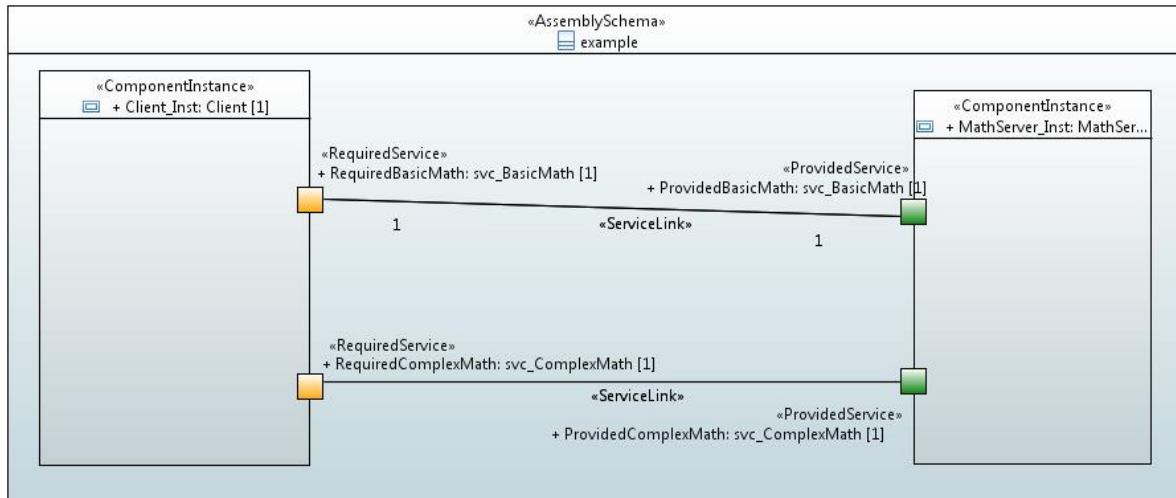 «AssemblySchema»
example
«ComponentInstance»
+ Client_Inst: Client [1]
«ComponentInstance»
+ MathServer_Inst: MathSer...
«RequiredService»
+ RequiredBasicMath: svc_BasicMath [1]
«ProvidedService»
+ ProvidedBasicMath: svc_BasicMath [1]
1
«ServiceLink»
1
«RequiredService»
+ RequiredComplexMath: svc_ComplexMath [1]
«ServiceLink»
«ProvidedService»
+ ProvidedComplexMath: svc_ComplexMath [1]